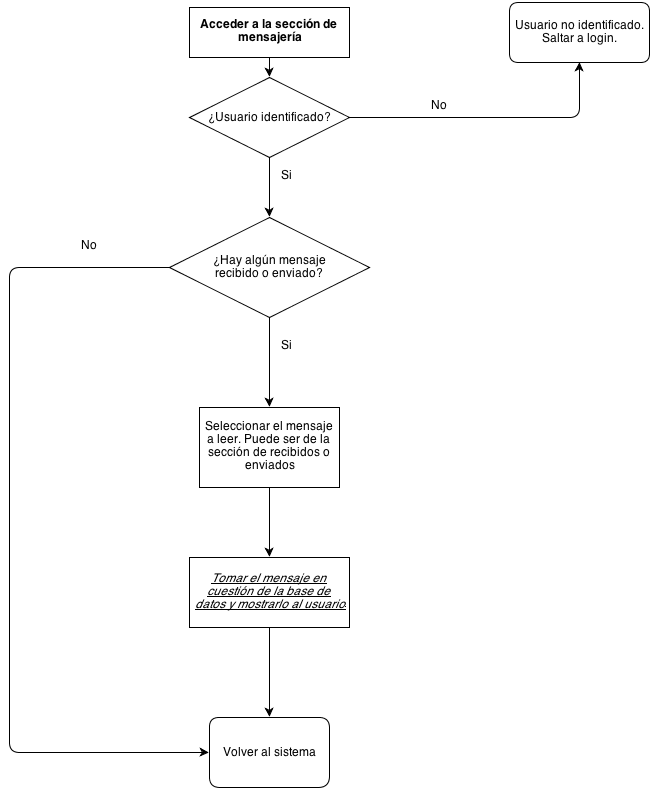 Acceder a la sección de
mensajería
Usuario no identificado.
Saltar a login.
¿Usuario identificado?
No
Si
¿Hay algún mensaje
recibido o enviado?
No
Si
Seleccionar el mensaje
a leer. Puede ser de la
sección de recibidos o
enviados
Tomar el mensaje en
cuestión de la base de
datos y mostrarlo al usuario
Volver al sistema